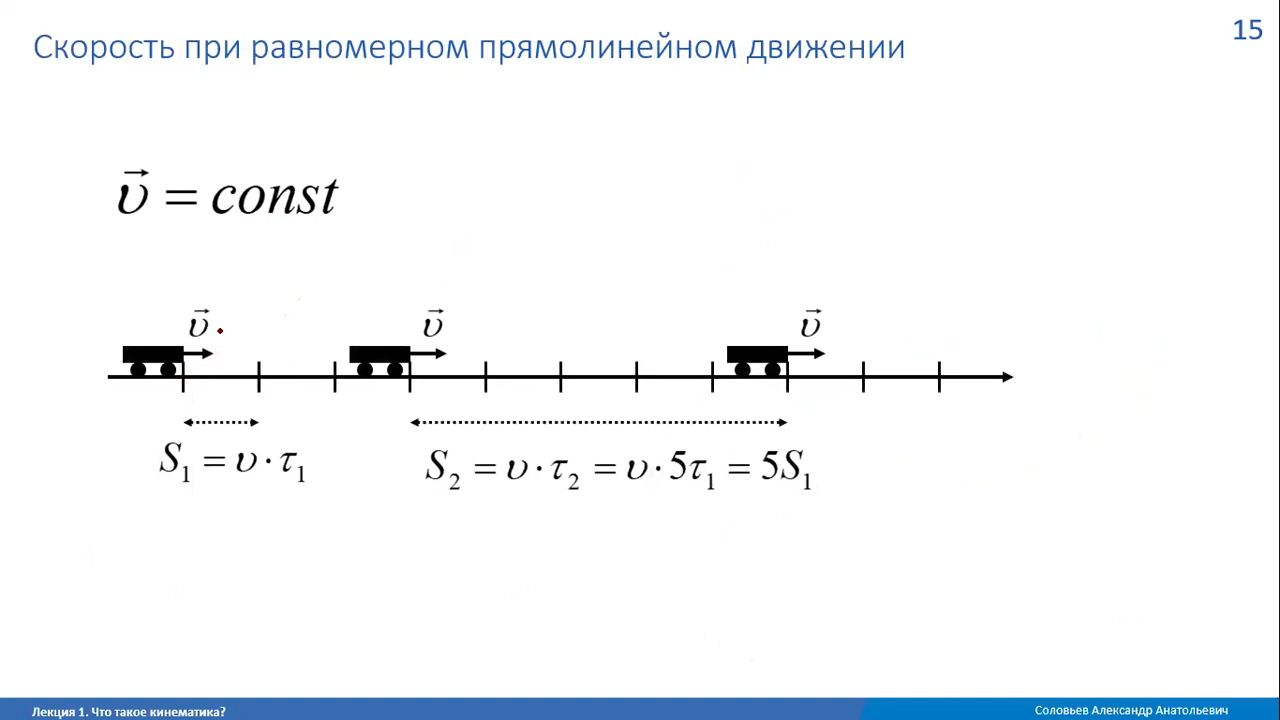 Скорость при равномерном прямолинейном движении
15
υ⃗ = const
υ⃗
υ⃗
υ⃗
S₁ = υ · τ₁
S₂ = υ · τ₂ = υ · 5τ₁ = 5S₁
Лекция 1. Что такое кинематика?
Соловьев Александр Анатольевич